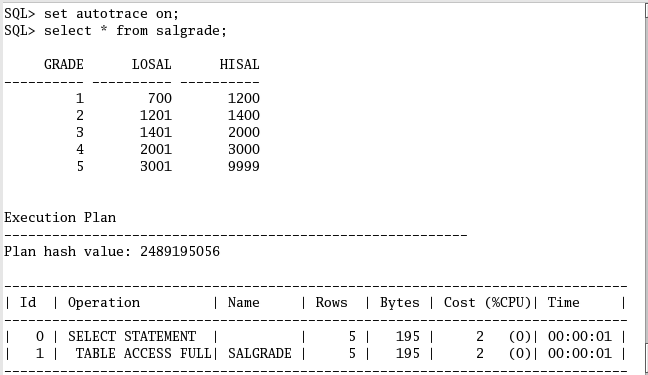 SQL> set autotrace on;
SQL> select * from salgrade;
     GRADE      LOSAL      HISAL
---------- ---------- ----------
         1        700       1200
         2       1201       1400
         3       1401       2000
         4       2001       3000
         5       3001       9999
Execution Plan
----------------------------------------------------------
Plan hash value: 2489195056
------------------------------------------------------------------------------
| Id  | Operation         | Name     | Rows  | Bytes | Cost (%CPU)| Time     |
------------------------------------------------------------------------------
|   0 | SELECT STATEMENT  |          |     5 |   195 |     2   (0)| 00:00:01 |
|   1 |  TABLE ACCESS FULL| SALGRADE |     5 |   195 |     2   (0)| 00:00:01 |
------------------------------------------------------------------------------